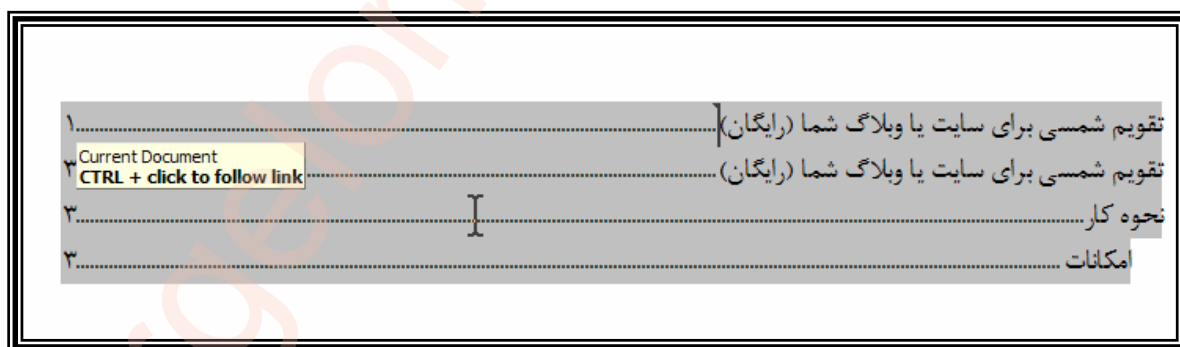 تقویم شمسی برای سایت یا وبلاگ شما (رایگان)........................۱
تقویم شمسی برای سایت یا وبلاگ شما (رایگان)........................۳
Current Document
CTRL + click to follow link
نحوه کار........................۳
امکانات ........................۳